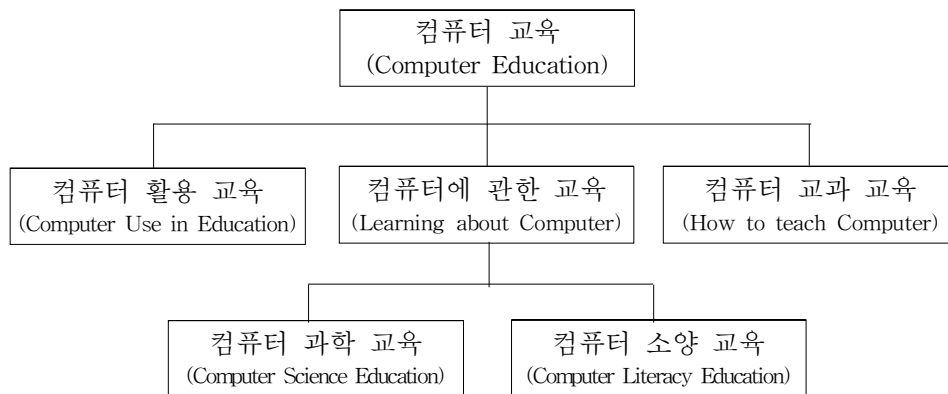 컴퓨터 교육
(Computer Education)
컴퓨터 활용 교육
(Computer Use in Education)
컴퓨터에 관한 교육
(Learning about Computer)
컴퓨터 교과 교육
(How to teach Computer)
컴퓨터 과학 교육
(Computer Science Education)
컴퓨터 소양 교육
(Computer Literacy Education)